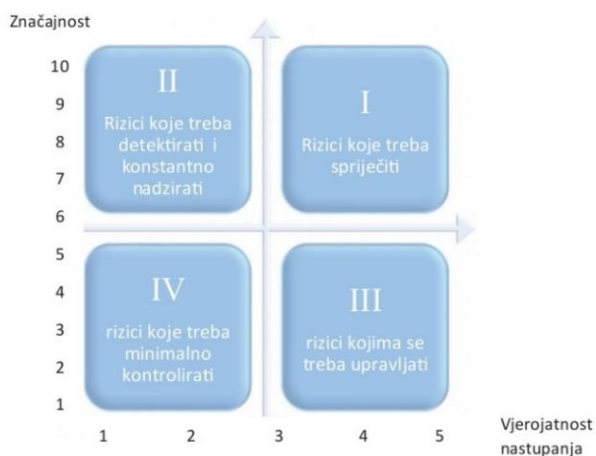 Značajnost
10
9
8
7
6
5
4
3
2
1
II
Rizici koje treba
detektirati i
konstantno
nadzirati
I
Rizici koje treba
spriječiti
IV
rizici koje treba
minimalno
kontrolirati
III
rizici kojima se
treba upravljati
1 2 3 4 5
Vjerojatnost
nastupanja